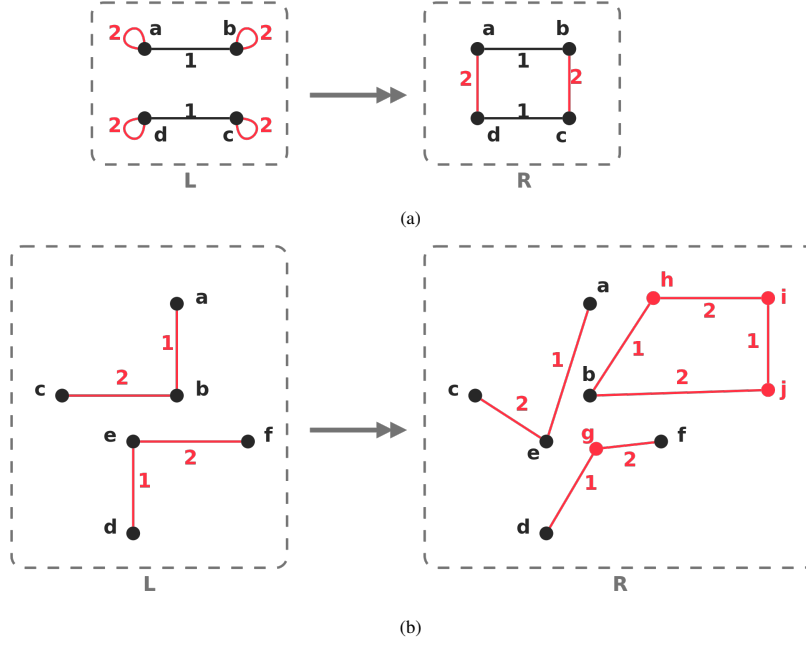 2 a b 2 a b
1 1
2 2
1 1
2 d c 2 d c
L R
(a)
h
a a i
1 2
1 1 1
2 2
c b c b j
2
e f g f
2 e 2
1 1
d d
L R
(b)